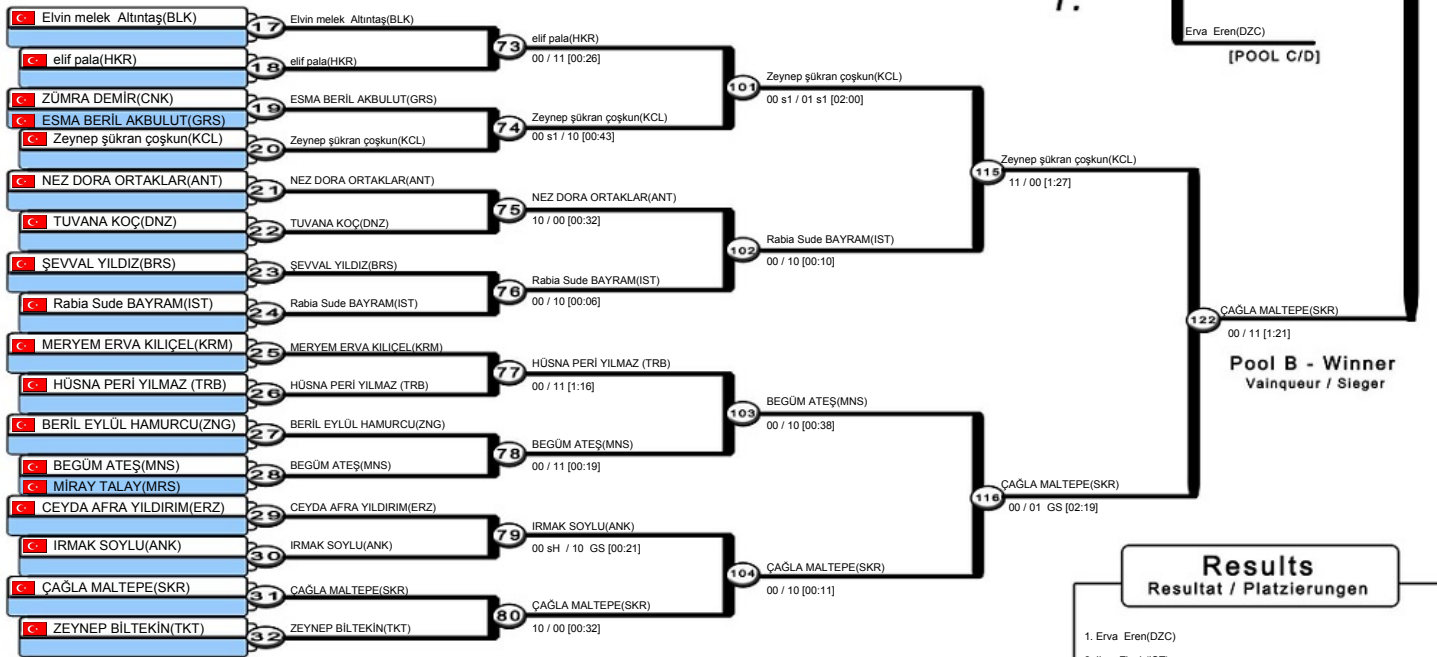 1.
Erva Eren(DZC)
[POOL C/D]
Elvin melek Altıntaş(BLK)
elif pala(HKR)
ZÜMRA DEMİR(CNK)
ESMA BERİL AKBULUT(GRS)
Zeynep şükran çoşkun(KCL)
NEZ DORA ORTAKLAR(ANT)
TUVANA KOÇ(DNZ)
ŞEVVAL YILDIZ(BRS)
Rabia Sude BAYRAM(IST)
MERYEM ERVA KILIÇEL(KRM)
HÜSNA PERİ YILMAZ (TRB)
BERİL EYLÜL HAMURCU(ZNG)
BEGÜM ATEŞ(MNS)
MİRAY TALAY(MRS)
CEYDA AFRA YILDIRIM(ERZ)
IRMAK SOYLU(ANK)
ÇAĞLA MALTEPE(SKR)
ZEYNEP BİLTEKİN(TKT)
17 Elvin melek Altıntaş(BLK)
18 elif pala(HKR)
19 ESMA BERİL AKBULUT(GRS)
20 Zeynep şükran çoşkun(KCL)
21 NEZ DORA ORTAKLAR(ANT)
22 TUVANA KOÇ(DNZ)
23 ŞEVVAL YILDIZ(BRS)
24 Rabia Sude BAYRAM(IST)
25 MERYEM ERVA KILIÇEL(KRM)
26 HÜSNA PERİ YILMAZ (TRB)
27 BERİL EYLÜL HAMURCU(ZNG)
28 BEGÜM ATEŞ(MNS)
29 CEYDA AFRA YILDIRIM(ERZ)
30 IRMAK SOYLU(ANK)
31 ÇAĞLA MALTEPE(SKR)
32 ZEYNEP BİLTEKİN(TKT)
73 elif pala(HKR)
00 / 11 [00:26]
74 Zeynep şükran çoşkun(KCL)
00 s1 / 10 [00:43]
75 NEZ DORA ORTAKLAR(ANT)
10 / 00 [00:32]
76 Rabia Sude BAYRAM(IST)
00 / 10 [00:06]
77 HÜSNA PERİ YILMAZ (TRB)
00 / 11 [1:16]
78 BEGÜM ATEŞ(MNS)
00 / 11 [00:19]
79 IRMAK SOYLU(ANK)
00 sH / 10 GS [00:21]
80 ÇAĞLA MALTEPE(SKR)
10 / 00 [00:32]
101 Zeynep şükran çoşkun(KCL)
00 s1 / 01 s1 [02:00]
102 Rabia Sude BAYRAM(IST)
00 / 10 [00:10]
103 BEGÜM ATEŞ(MNS)
00 / 10 [00:38]
104 ÇAĞLA MALTEPE(SKR)
00 / 10 [00:11]
115 Zeynep şükran çoşkun(KCL)
11 / 00 [1:27]
116 ÇAĞLA MALTEPE(SKR)
00 / 01 GS [02:19]
122 ÇAĞLA MALTEPE(SKR)
00 / 11 [1:21]
Pool B - Winner
Vainqueur / Sieger
Results
Resultat / Platzierungen
1. Erva Eren(DZC)